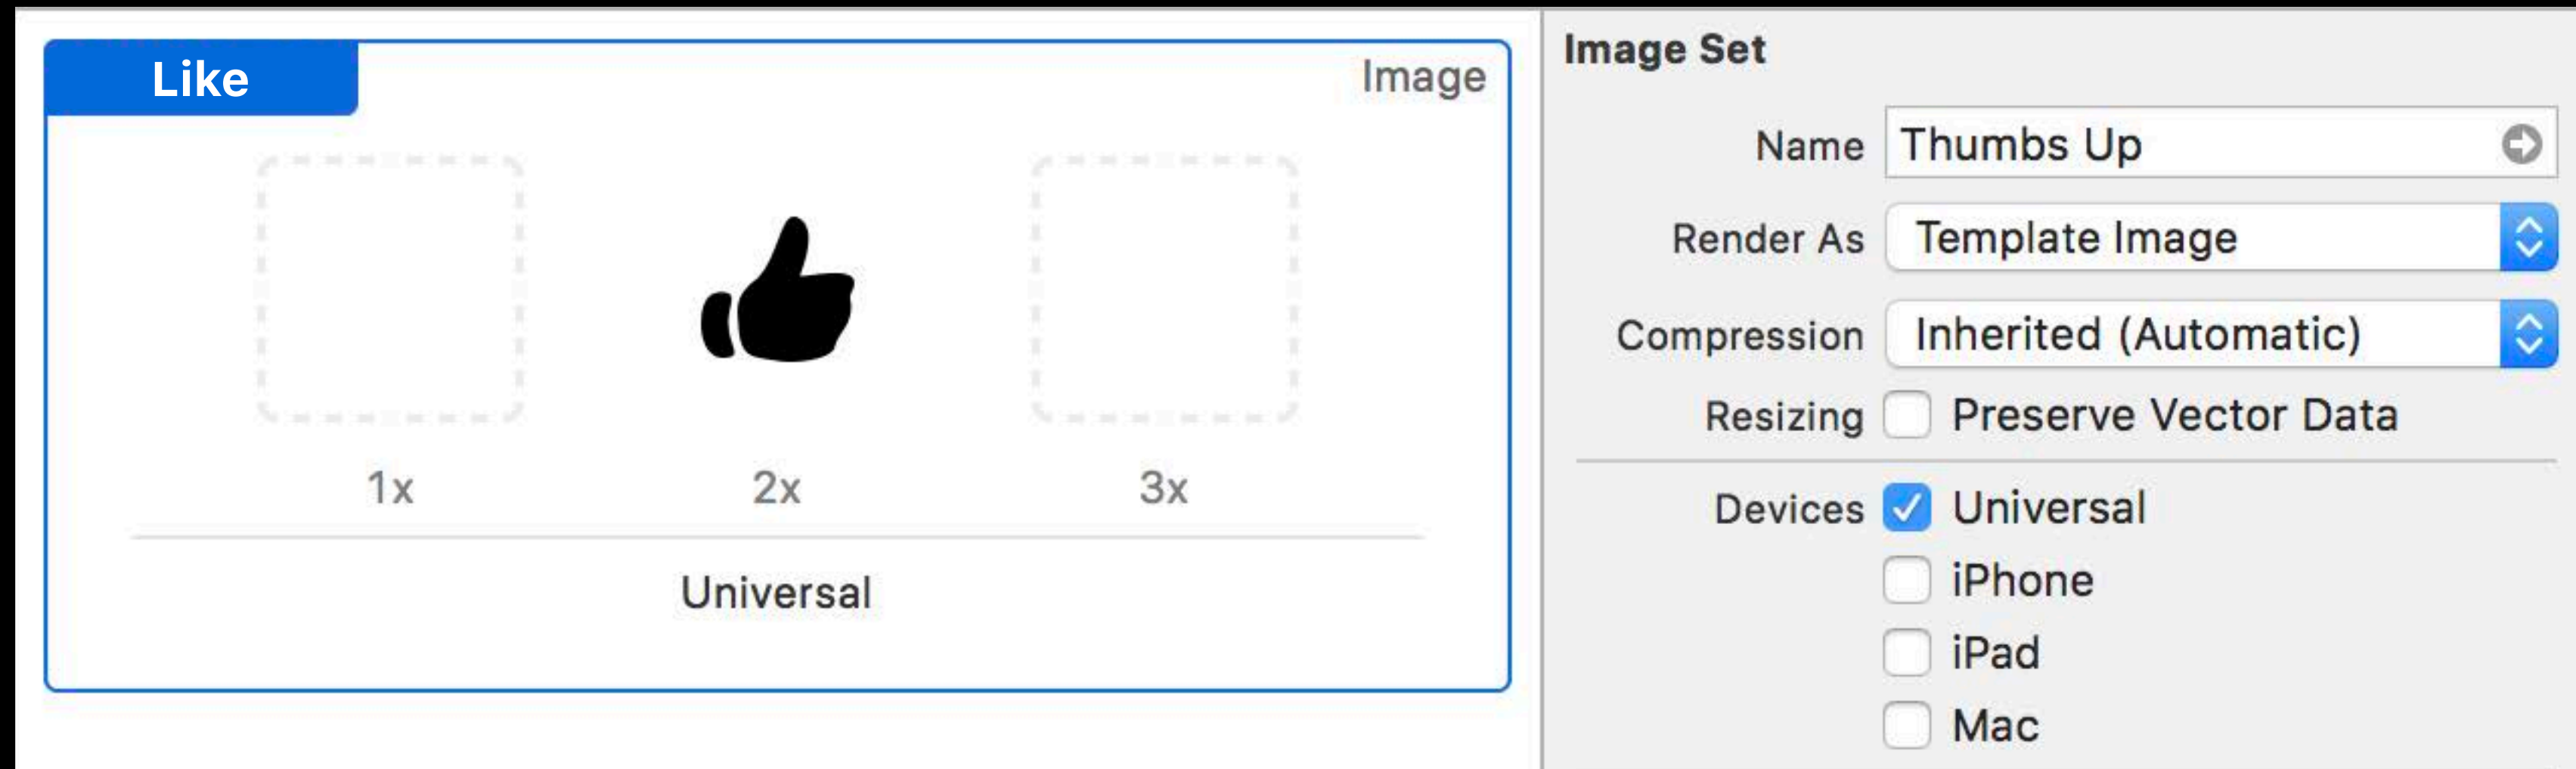 Like
Image
1x 2x 3x
Universal
Image Set
Name Thumbs Up
Render As Template Image
Compression Inherited (Automatic)
Resizing Preserve Vector Data
Devices Universal
iPhone
iPad
Mac